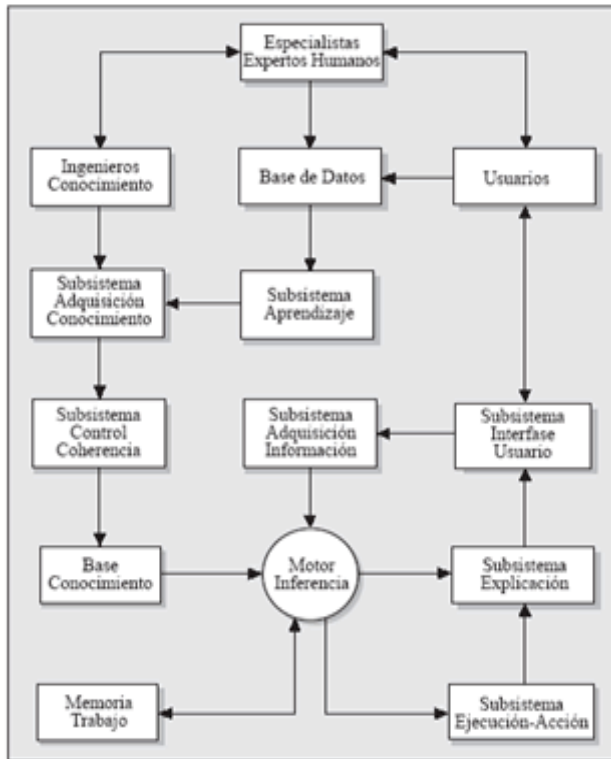 Especialistas
Expertos Humanos
Ingenieros
Conocimiento
Base de Datos
Usuarios
Subsistema
Adquisición
Conocimiento
Subsistema
Aprendizaje
Subsistema
Control
Coherencia
Subsistema
Adquisición
Información
Subsistema
Interfase
Usuario
Base
Conocimiento
Motor
Inferencia
Subsistema
Explicación
Memoria
Trabajo
Subsistema
Ejecución-Acción